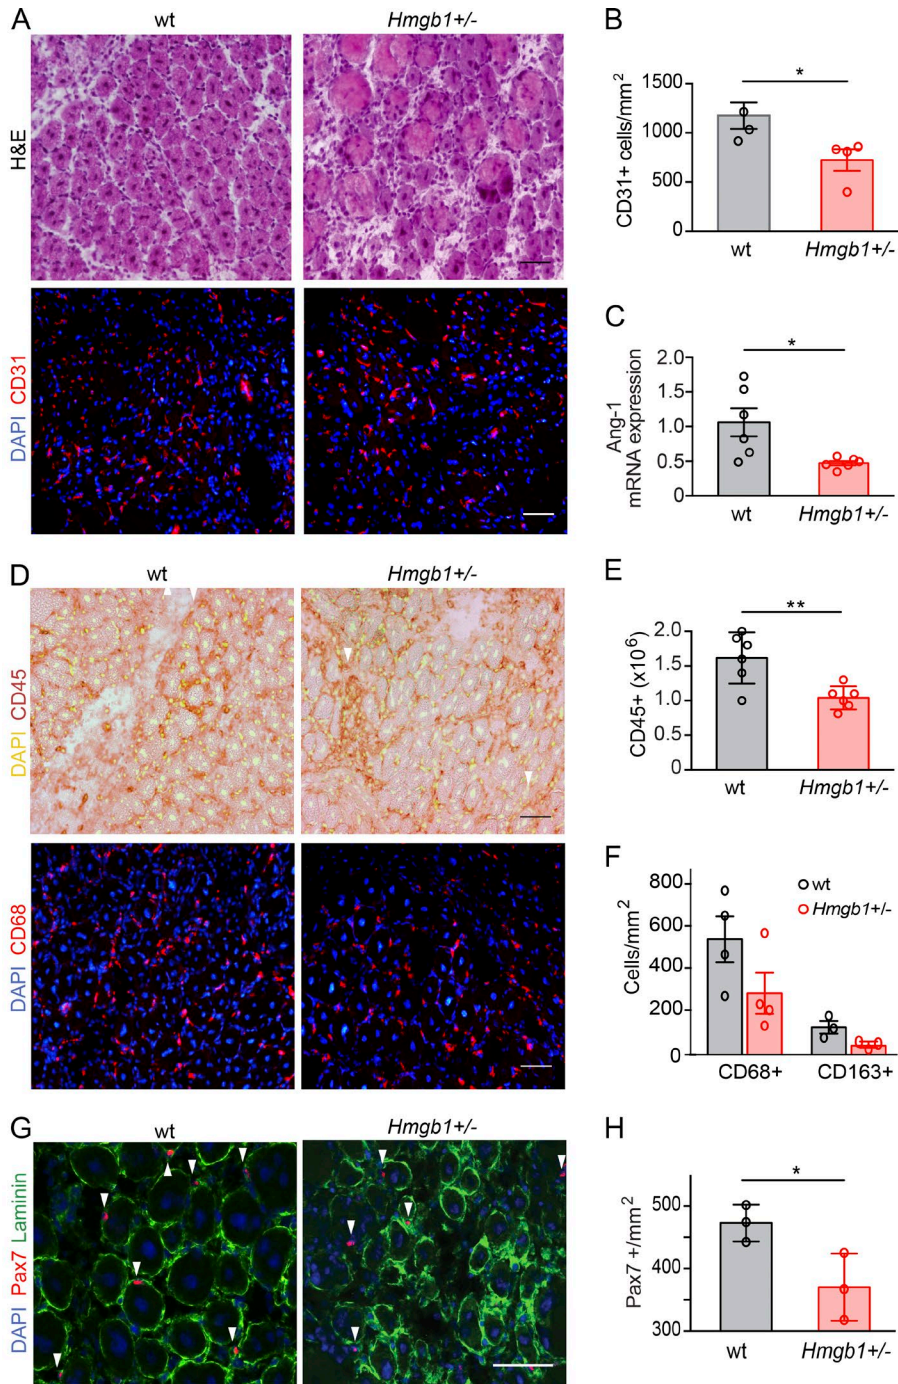 A
wt
Hmgb1+/-
H&E
DAPI CD31
B
CD31+ cells/mm2
1500
1000
500
0
*
wt
Hmgb1+/-
C
Ang-1
mRNA expression
2.0
1.5
1.0
0.5
0
*
wt
Hmgb1+/-
D
wt
Hmgb1+/-
DAPI CD45
DAPI CD68
E
CD45+ (x106)
2.0
1.5
1.0
0.5
0
**
wt
Hmgb1+/-
F
Cells/mm2
800
600
400
200
0
wt
Hmgb1+/-
CD68+
CD163+
G
wt
Hmgb1+/-
DAPI Pax7 Laminin
H
Pax7 +/mm2
450
400
300
*
wt
Hmgb1+/-